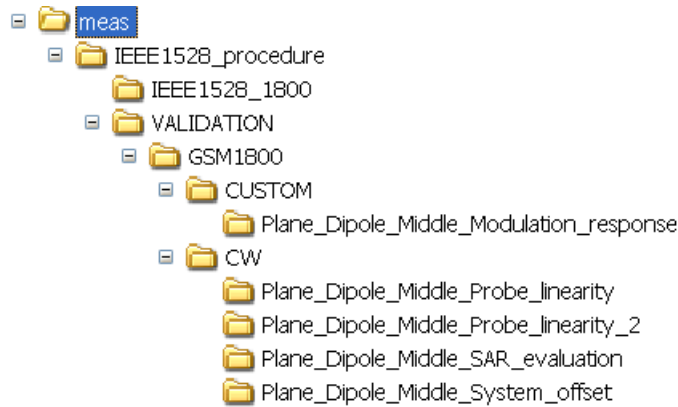 meas
IEEE1528_procedure
IEEE1528_1800
VALIDATION
GSM1800
CUSTOM
Plane_Dipole_Middle_Modulation_response
CW
Plane_Dipole_Middle_Probe_linearity
Plane_Dipole_Middle_Probe_linearity_2
Plane_Dipole_Middle_SAR_evaluation
Plane_Dipole_Middle_System_offset